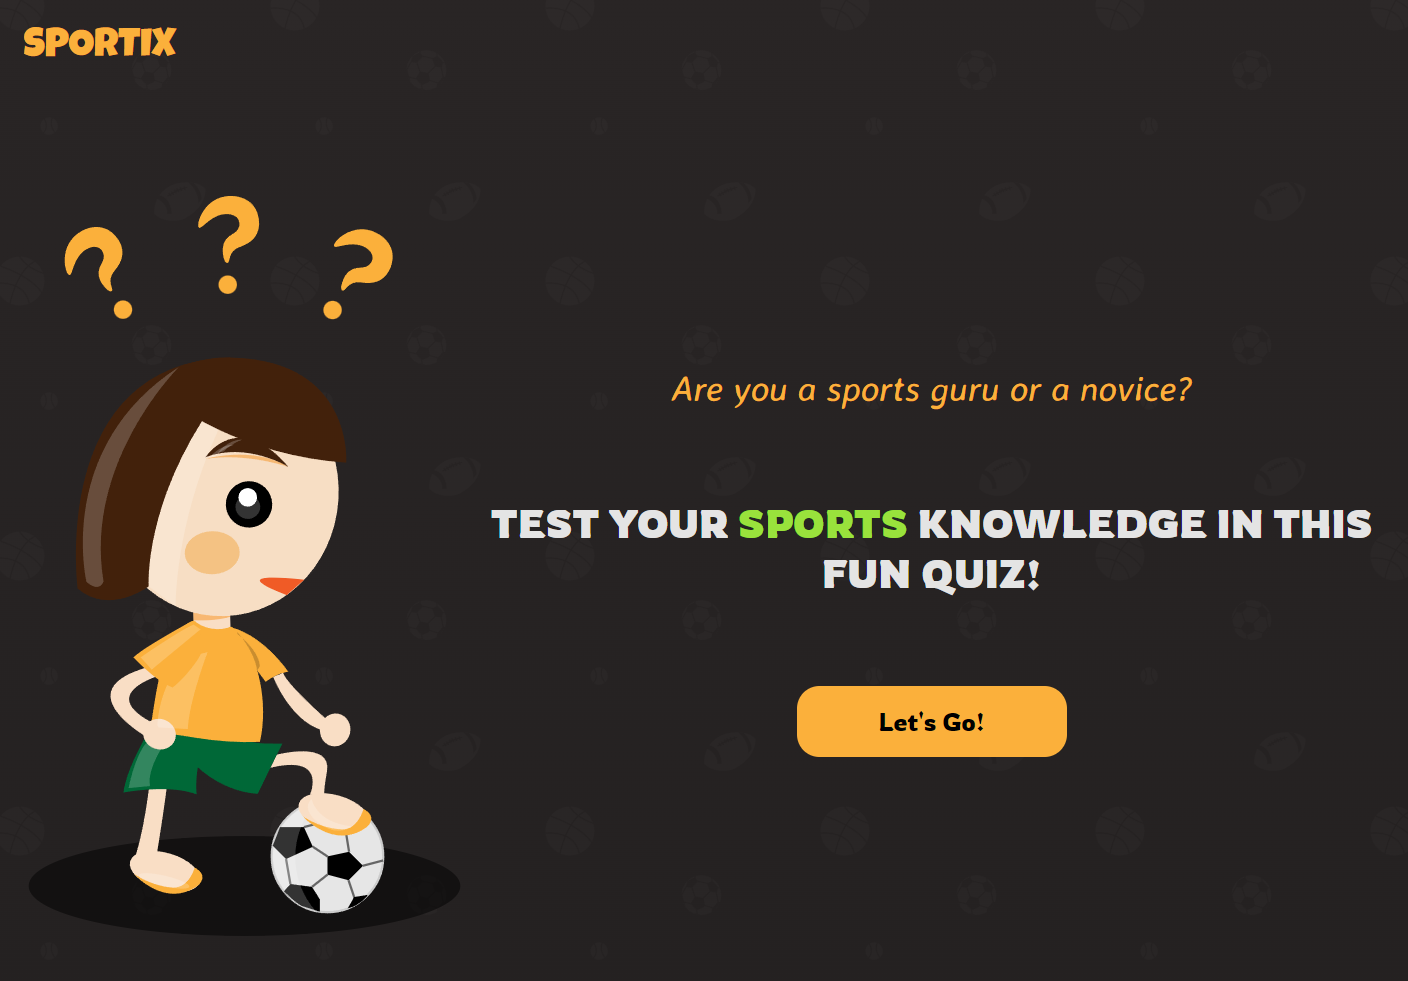 SPORTIX
? ? ?
Are you a sports guru or a novice?
TEST YOUR SPORTS KNOWLEDGE IN THIS
FUN QUIZ!
Let's Go!